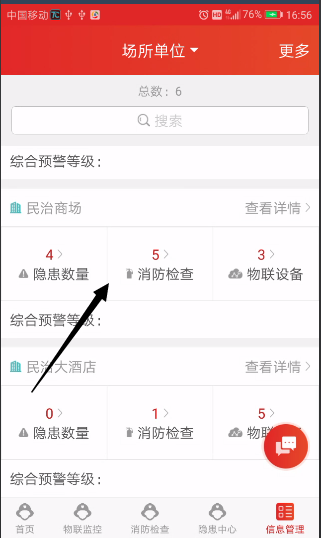 中国移动 76% 16:56
场所单位 更多
总数：6
搜索
综合预警等级：
民治商场 查看详情
4 5 3
隐患数量 消防检查 物联设备
综合预警等级：
民治大酒店 查看详情
0 1 5
隐患数量 消防检查 物联
综合预警等级：
首页 物联监控 消防检查 隐患中心 信息管理